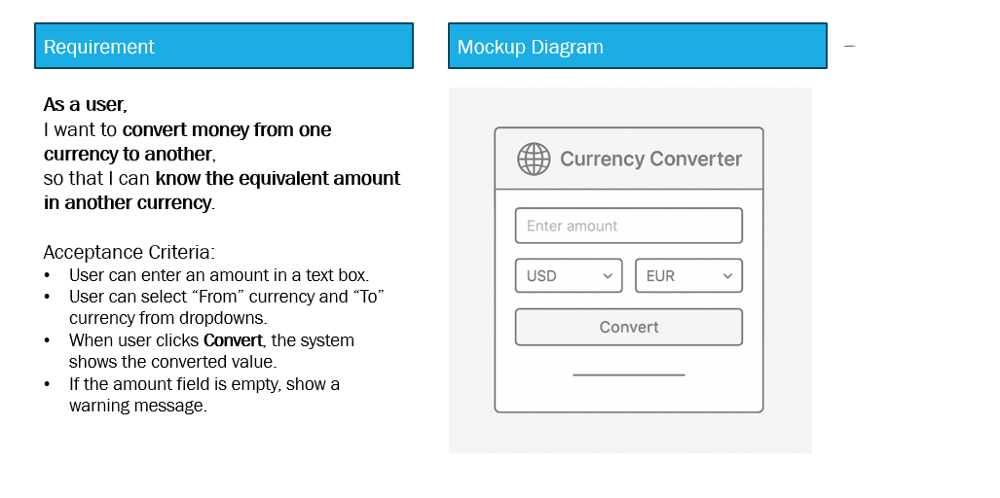 Requirement
Mockup Diagram
As a user,
I want to convert money from one
currency to another,
so that I can know the equivalent amount
in another currency.
Acceptance Criteria:
• User can enter an amount in a text box.
• User can select “From” currency and “To”
currency from dropdowns.
• When user clicks Convert, the system
shows the converted value.
• If the amount field is empty, show a
warning message.
Currency Converter
Enter amount
USD
EUR
Convert